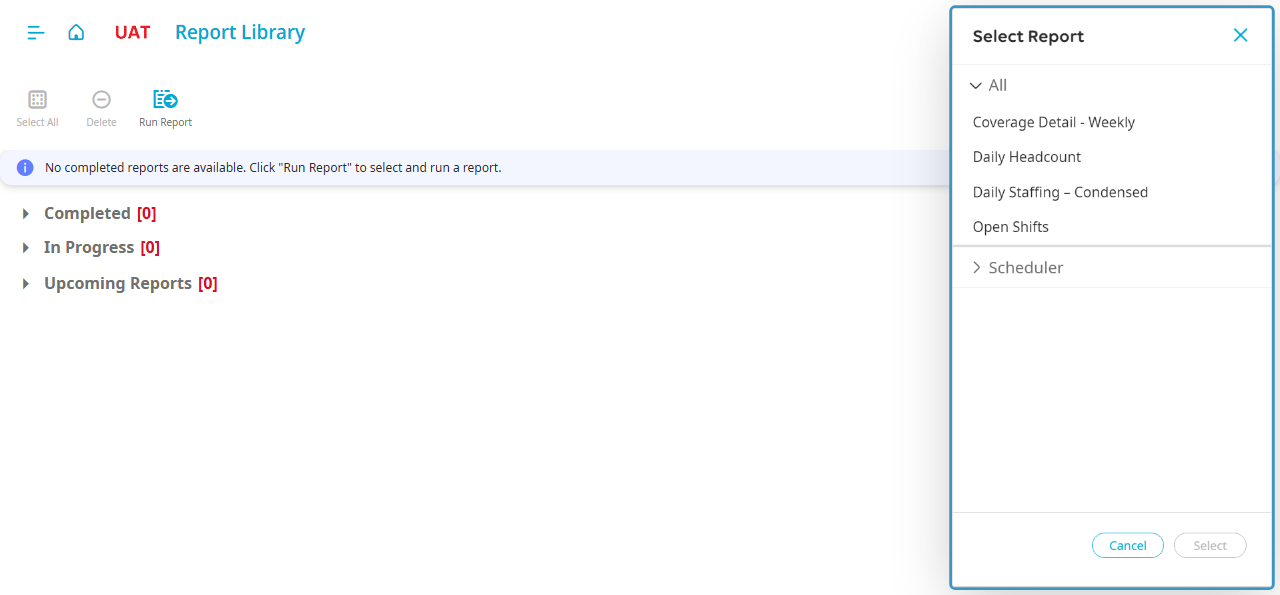 UAT Report Library
Select All Delete Run Report
No completed reports are available. Click "Run Report" to select and run a report.
Completed [0]
In Progress [0]
Upcoming Reports [0]
Select Report
All
Coverage Detail - Weekly
Daily Headcount
Daily Staffing – Condensed
Open Shifts
Scheduler
Cancel Select